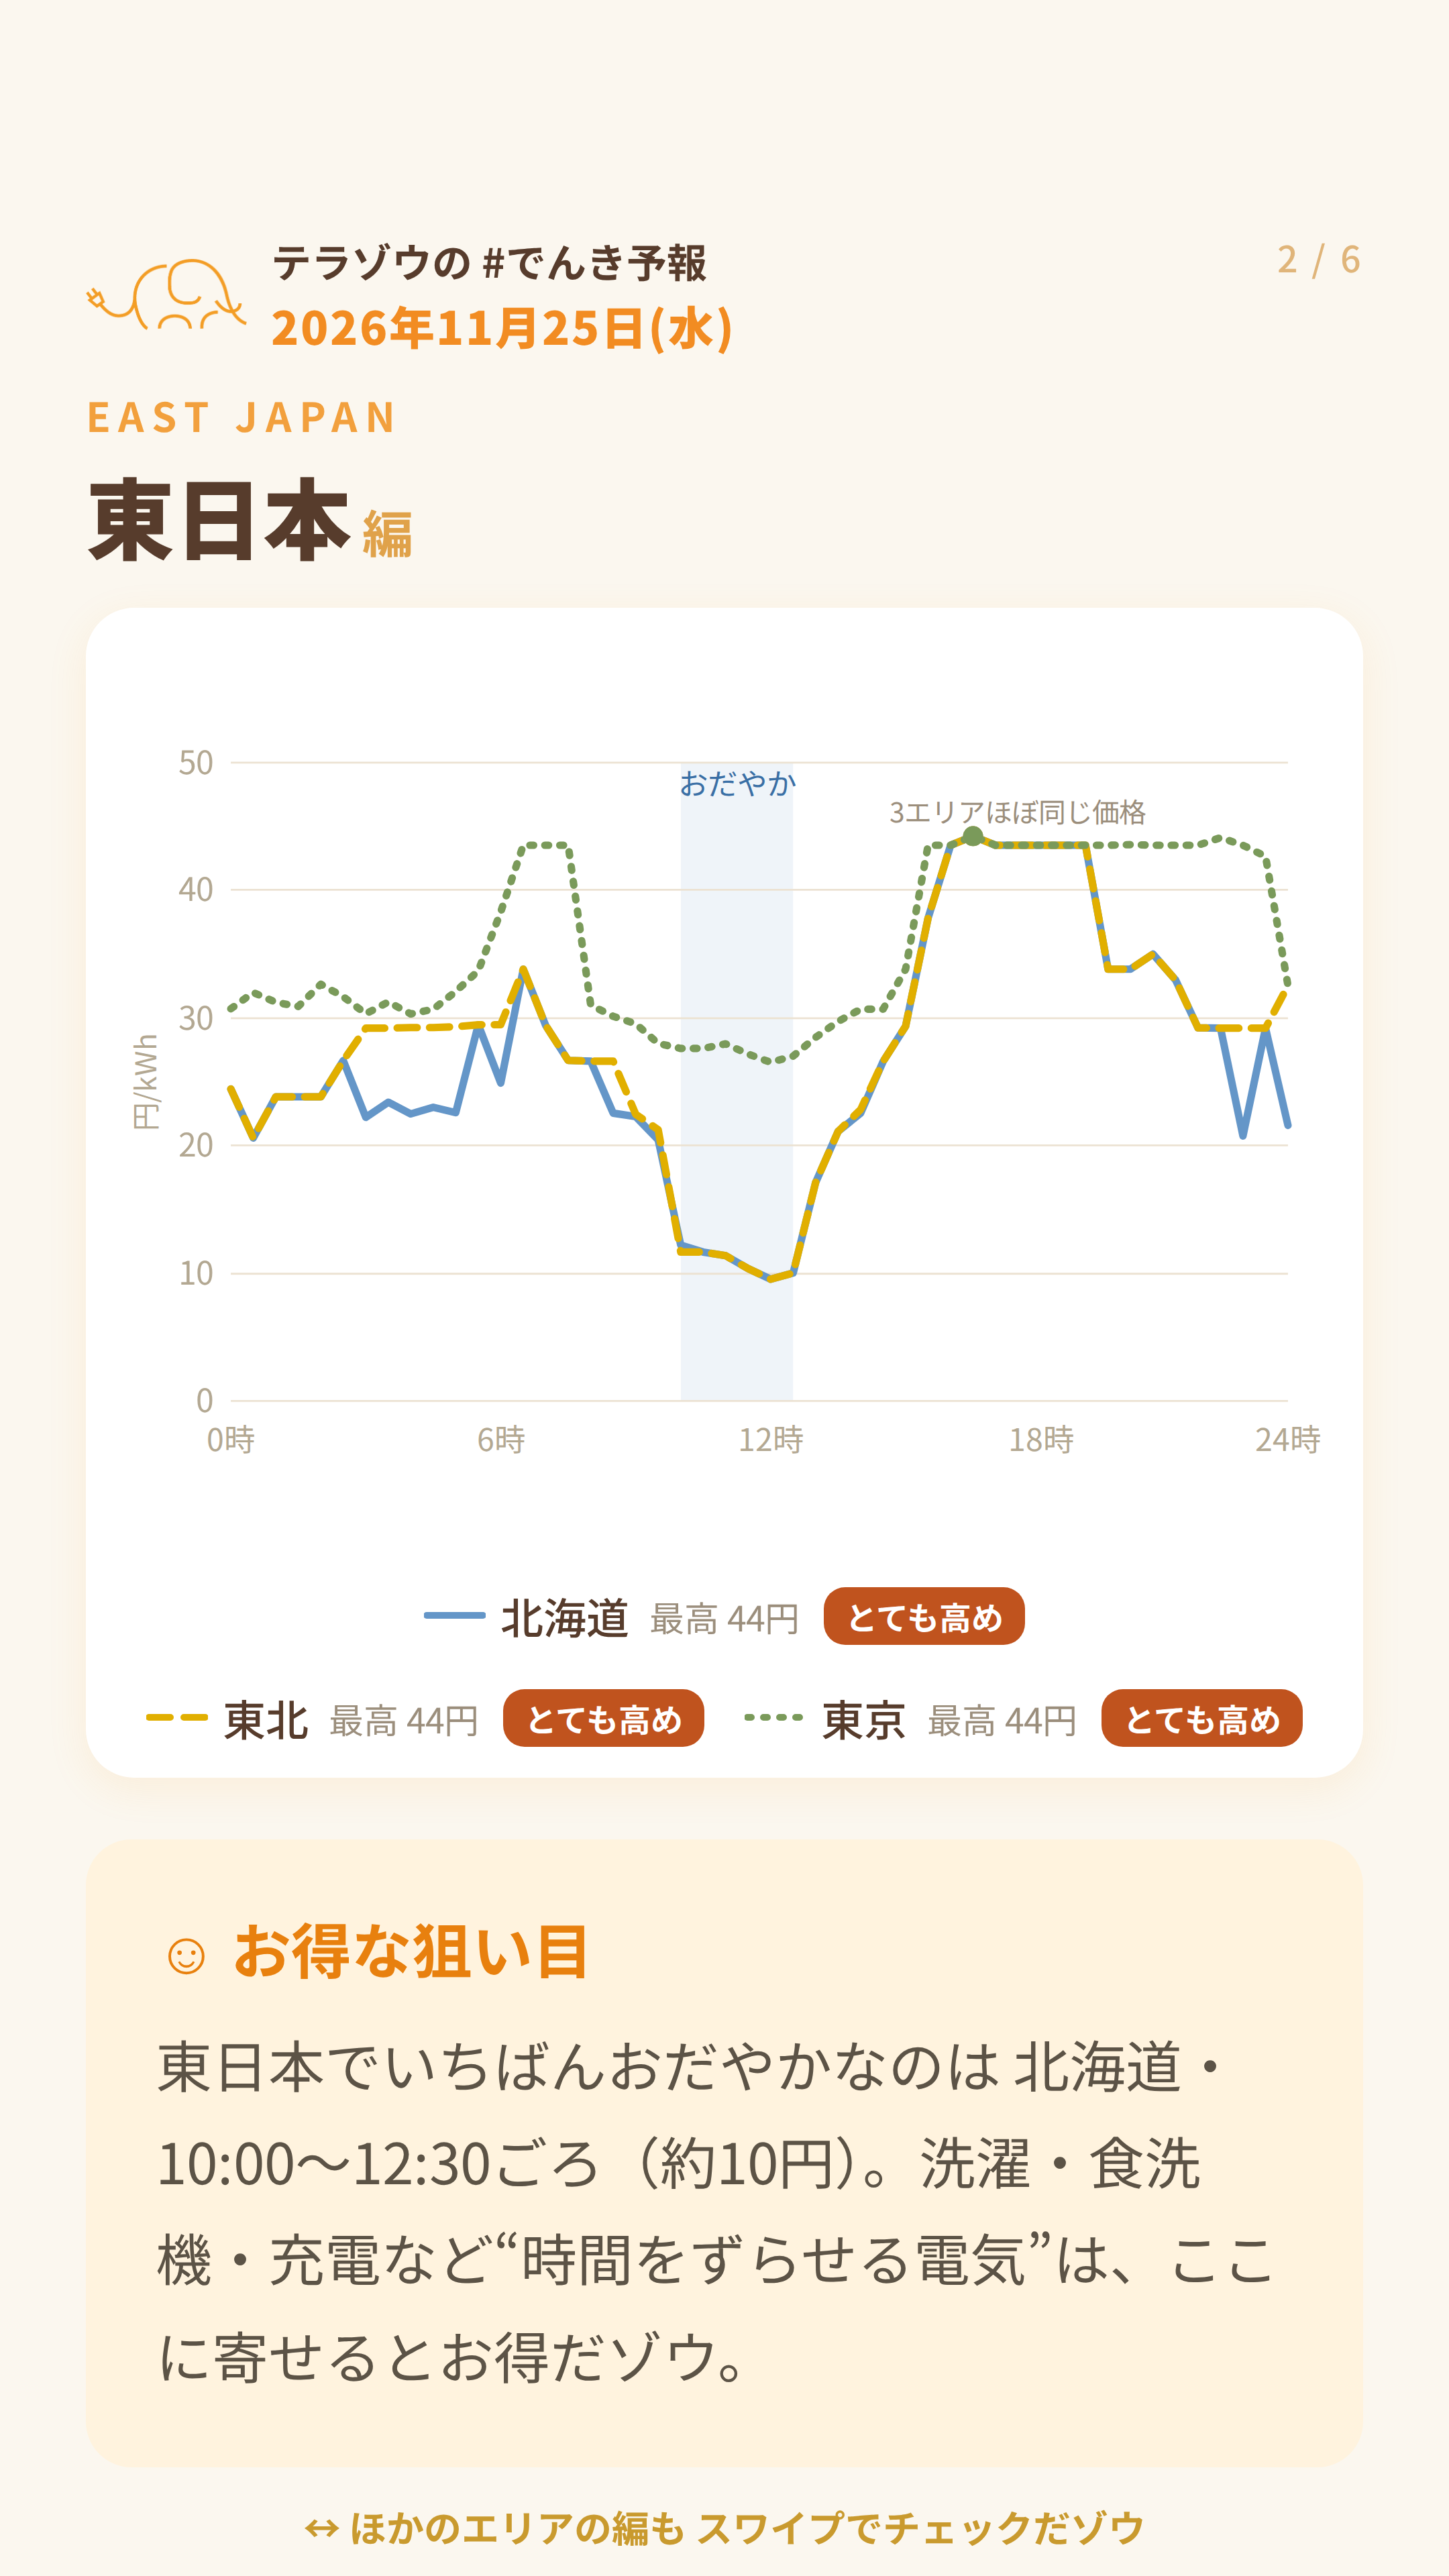 テラゾウの #でんき予報
2026年11月25日(水)
2 / 6
EAST JAPAN
東日本 編
50
おだやか
3エリアほぼ同じ価格
40
30
円/kWh
20
10
0
0時 6時 12時 18時 24時
北海道 最高 44円 とても高め
東北 最高 44円 とても高め 東京 最高 44円 とても高め
☺ お得な狙い目
東日本でいちばんおだやかなのは 北海道・
10:00〜12:30ごろ（約10円）。洗濯・食洗
機・充電など“時間をずらせる電気”は、ここ
に寄せるとお得だゾウ。
↔ ほかのエリアの編も スワイプでチェックだゾウ